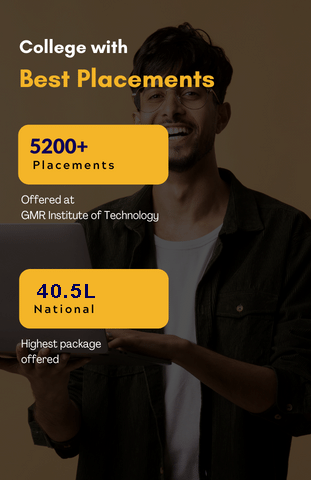 College with
Best Placements
5200+
Placements
Offered at
GMR Institute of Technology
40.5L
National
Highest package
offered